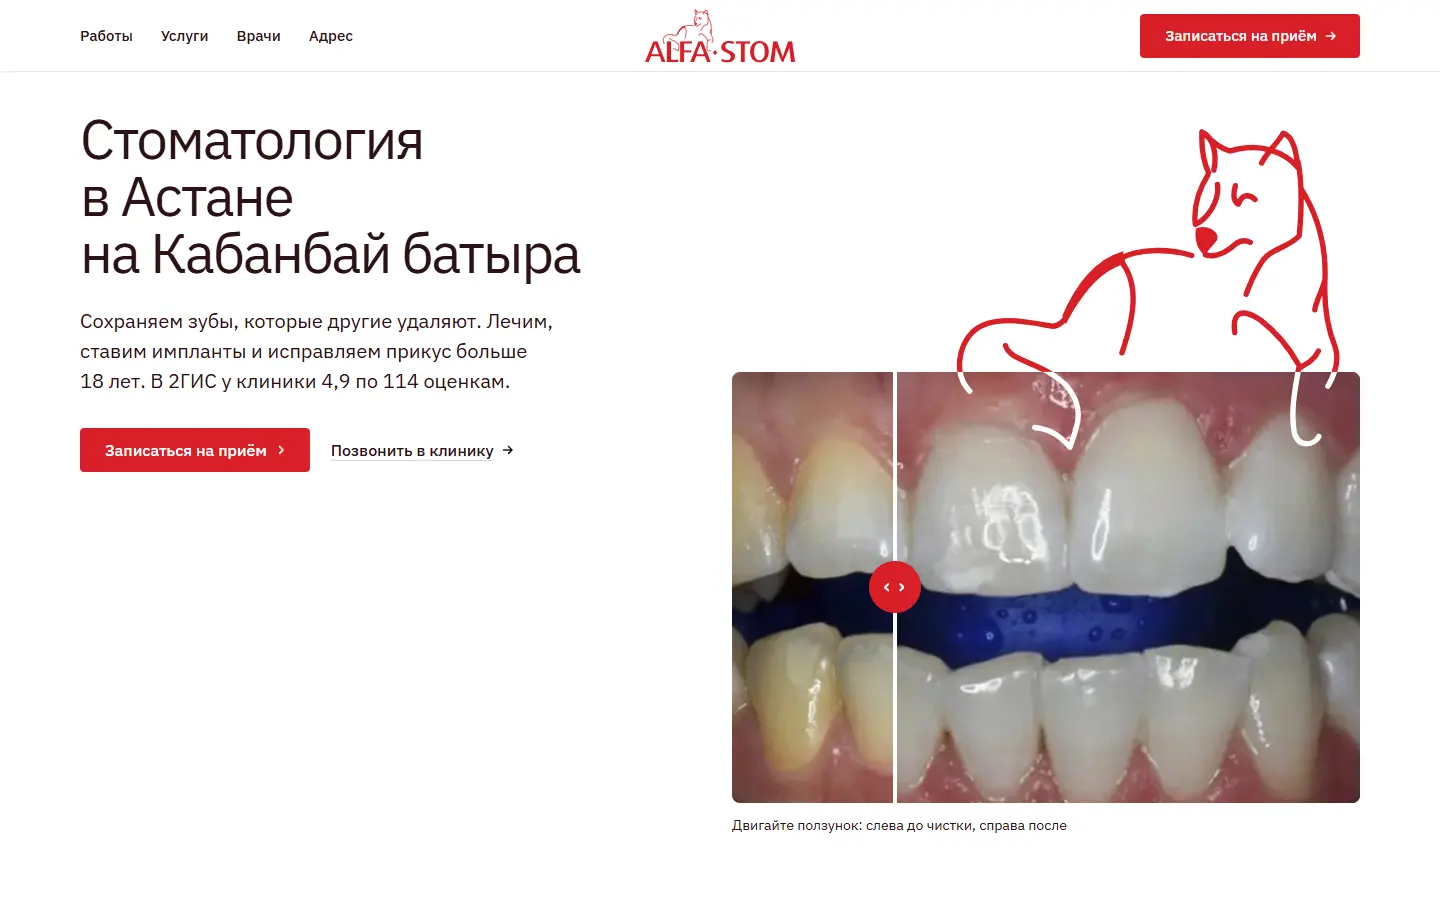 Работы
Услуги
Врачи
Адрес
ALFA·STOM
Записаться на приём →
Стоматология
в Астане
на Кабанбай батыра
Сохраняем зубы, которые другие удаляют. Лечим,
ставим импланты и исправляем прикус больше
18 лет. В 2ГИС у клиники 4,9 по 114 оценкам.
Записаться на приём ›
Позвонить в клинику →
Двигайте ползунок: слева до чистки, справа после